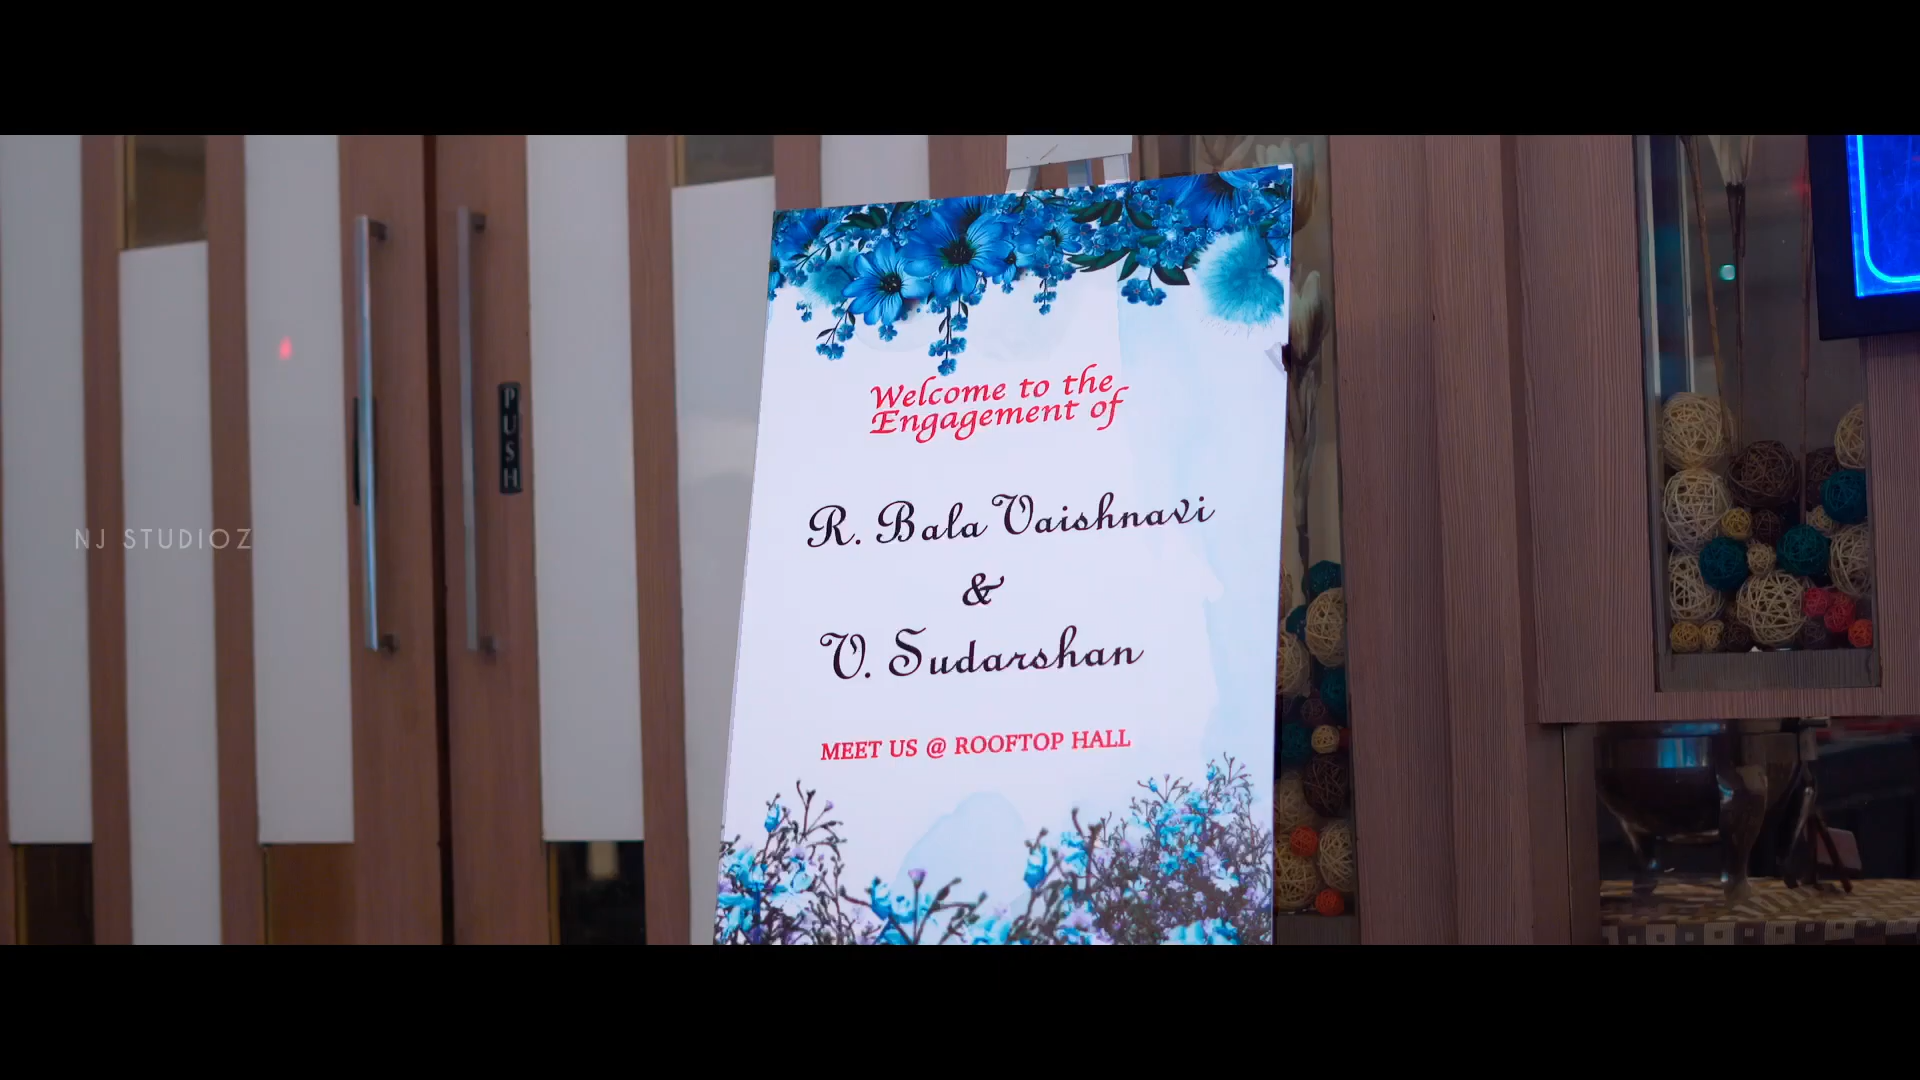 Welcome to the
Engagement of
R. Bala Vaishnavi
&
V. Sudarshan
MEET US @ ROOFTOP HALL
PUSH
NJ STUDIOZ